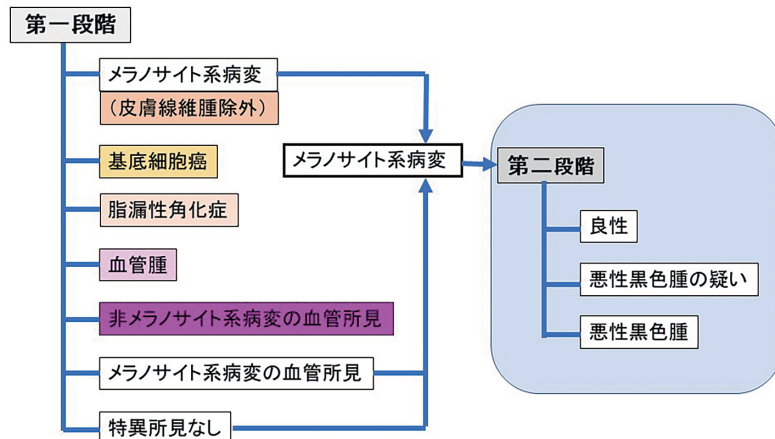 第一段階
メラノサイト系病変
（皮膚線維腫除外）
基底細胞癌
脂漏性角化症
血管腫
非メラノサイト系病変の血管所見
メラノサイト系病変の血管所見
特異所見なし
メラノサイト系病変
第二段階
良性
悪性黒色腫の疑い
悪性黒色腫